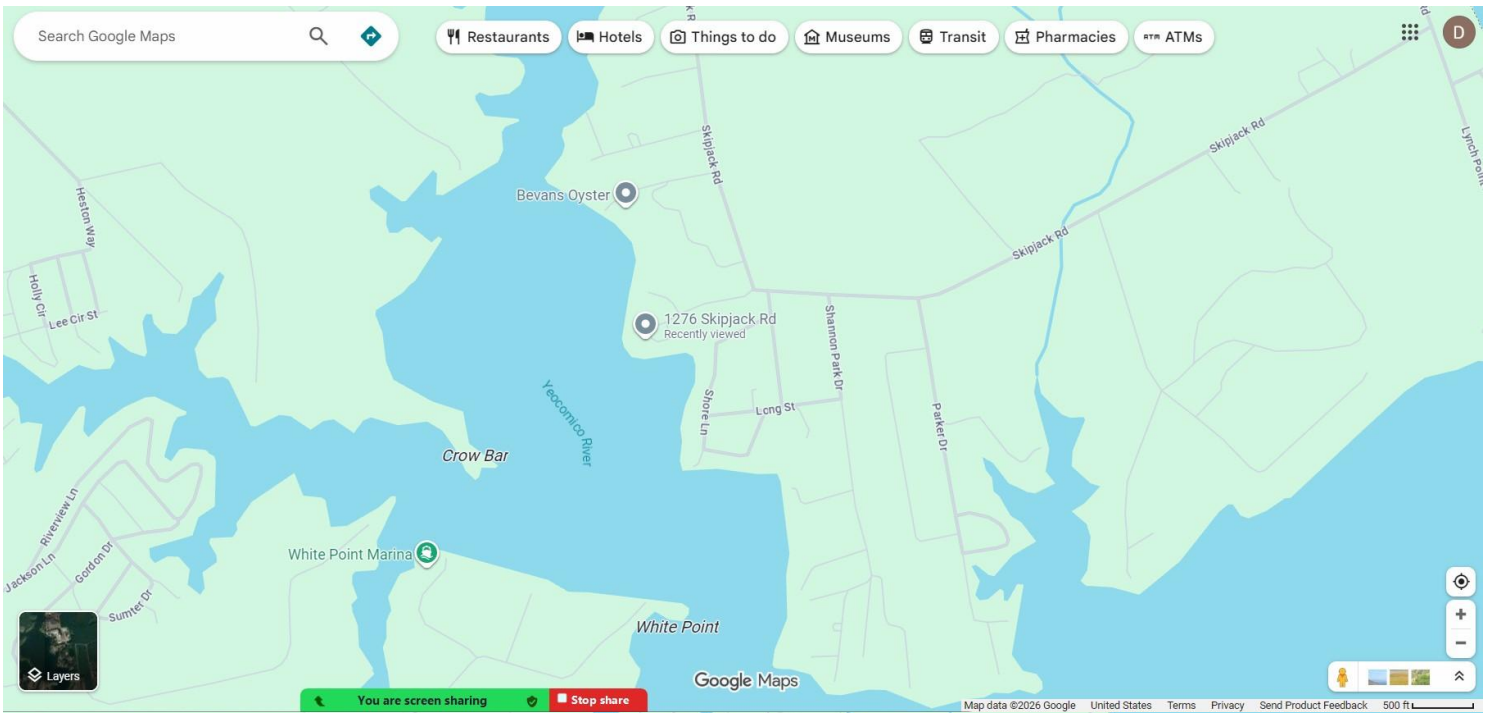 Search Google Maps
Restaurants
Hotels
Things to do
Museums
Transit
Pharmacies
ATM ATMs
D
Skipjack Rd
Skipjack Rd
Lynch Point
Bevans Oyster
Heston Way
Skipjack Rd
Holly Cir
Lee Cir St
1276 Skipjack Rd
Recently viewed
Shannon Park Dr
Yeocomico River
Shore Ln
Long St
Parker Dr
Crow Bar
Riverview Ln
White Point Marina
Gordon Dr
Jackson Ln
Sumter Dr
White Point
Layers
Google Maps
You are screen sharing
Stop share
Map data ©2026 Google United States Terms Privacy Send Product Feedback 500 ft